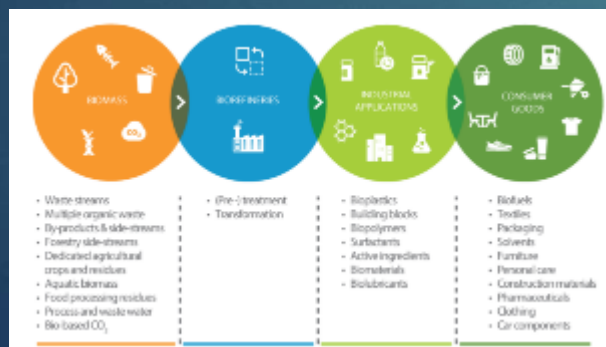 BIOMASS
CO₂
BIOREFINERIES
INDUSTRIAL
APPLICATIONS
CONSUMER
GOODS
• Waste streams
• Multiple organic waste
• By-products & side-streams
• Forestry side-streams
• Dedicated agricultural
crops and residues
• Aquatic biomass
• Food processing residues
• Process and waste water
• Bio-based CO₂
• (Pre-) treatment
• Transformation
• Bioplastics
• Building blocks
• Biopolymers
• Surfactants
• Active ingredients
• Biomaterials
• Biolubricants
• Biofuels
• Textiles
• Packaging
• Solvents
• Furniture
• Personal care
• Construction materials
• Pharmaceuticals
• Clothing
• Car components